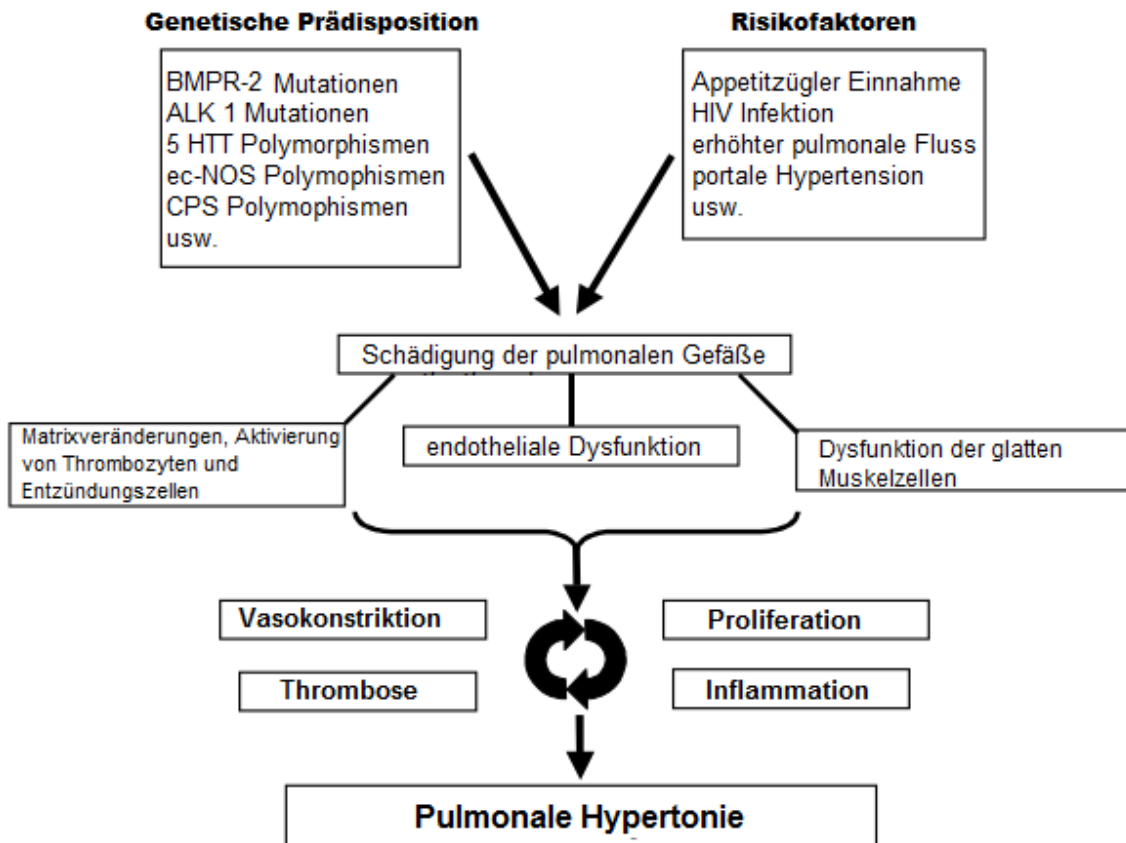 Genetische Prädisposition
BMPR-2 Mutationen
ALK 1 Mutationen
5 HTT Polymorphismen
ec-NOS Polymophismen
CPS Polymophismen
usw.
Risikofaktoren
Appetitzügler Einnahme
HIV Infektion
erhöhter pulmonale Fluss
portale Hypertension
usw.
Schädigung der pulmonalen Gefäße
Matrixveränderungen, Aktivierung
von Thrombozyten und
Entzündungszellen
endotheliale Dysfunktion
Dysfunktion der glatten
Muskelzellen
Vasokonstriktion
Proliferation
Thrombose
Inflammation
Pulmonale Hypertonie